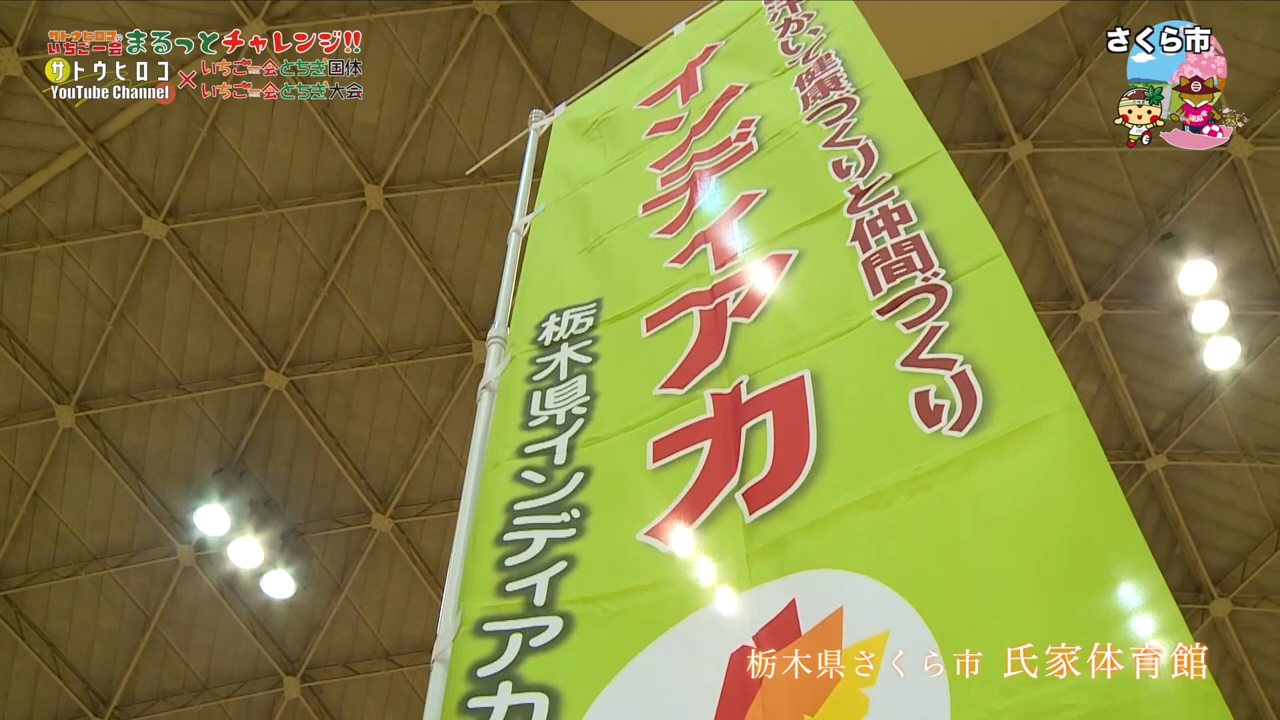 サトウヒロコの
いちご一会 まるっとチャレンジ!!
サトウヒロコ
YouTube Channel
×
いちご一会とちぎ国体
いちご一会とちぎ大会
さくら市
汗かいて健康づくりと仲間づくり
インディアカ
栃木県インディアカ
栃木県さくら市 氏家体育館